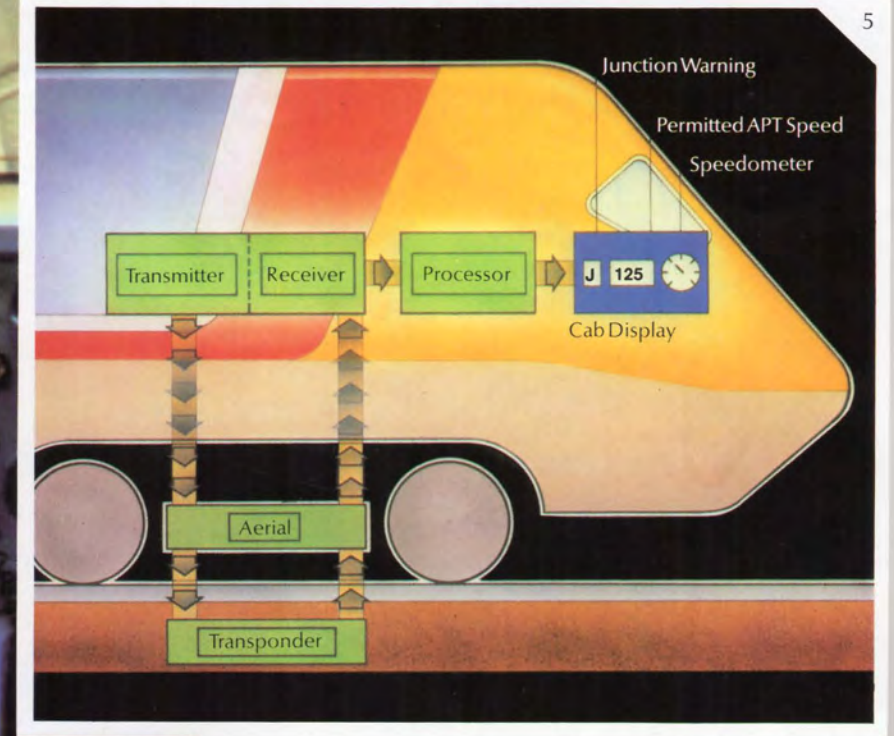 5
Junction Warning
Permitted APT Speed
Speedometer
Transmitter
Receiver
Processor
J
125
Cab Display
Aerial
Transponder